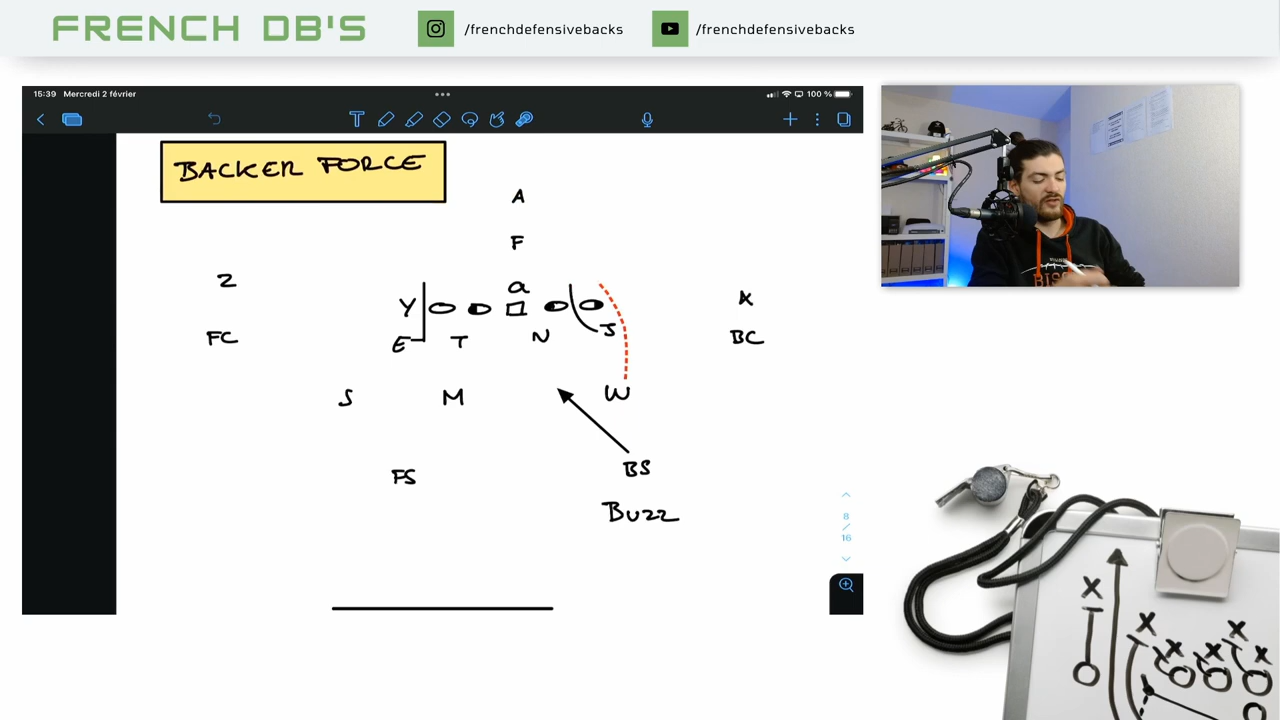 FRENCH DB'S
/frenchdefensivebacks
/frenchdefensivebacks
15:39 Mercredi 2 février
100 %
T
BACKER FORCE
A
F
Z
Q
Y
X
FC
E
T
N
J
BC
S
M
W
FS
BS
BUZZ
8
/
16
X
X
X
X
X
X